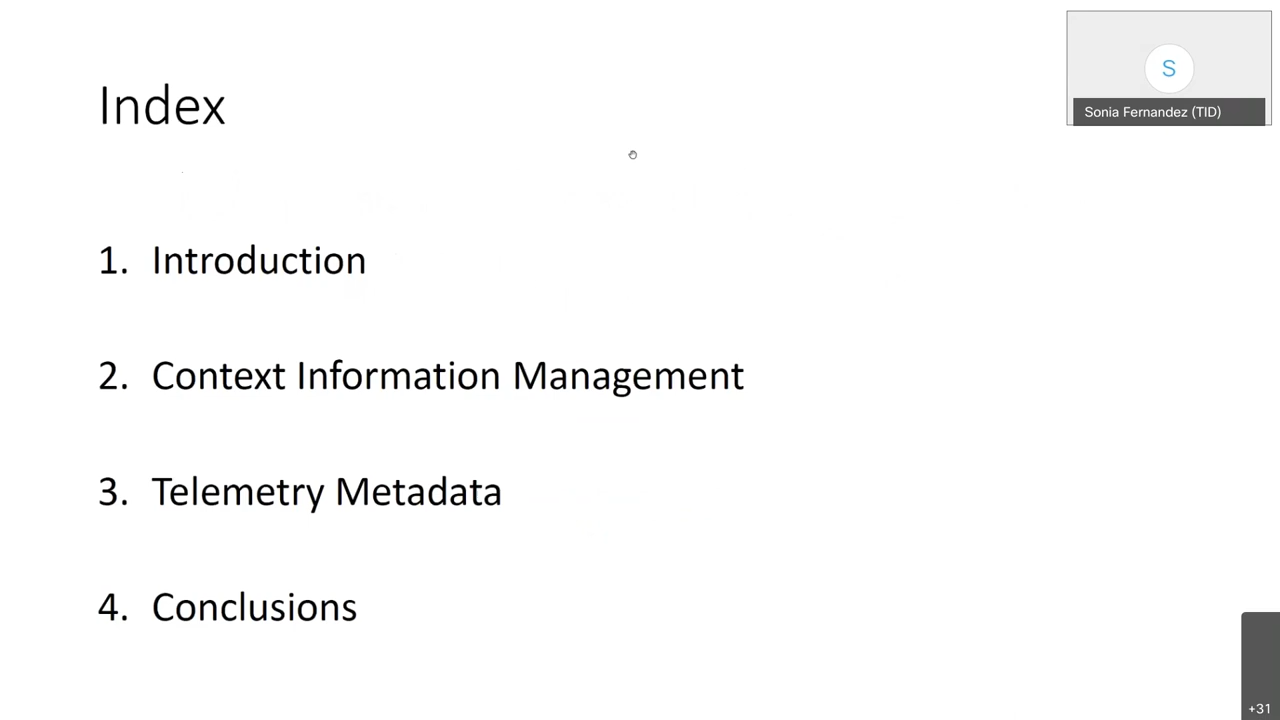 Index
S
Sonia Fernandez (TID)
1. Introduction
2. Context Information Management
3. Telemetry Metadata
4. Conclusions
+31